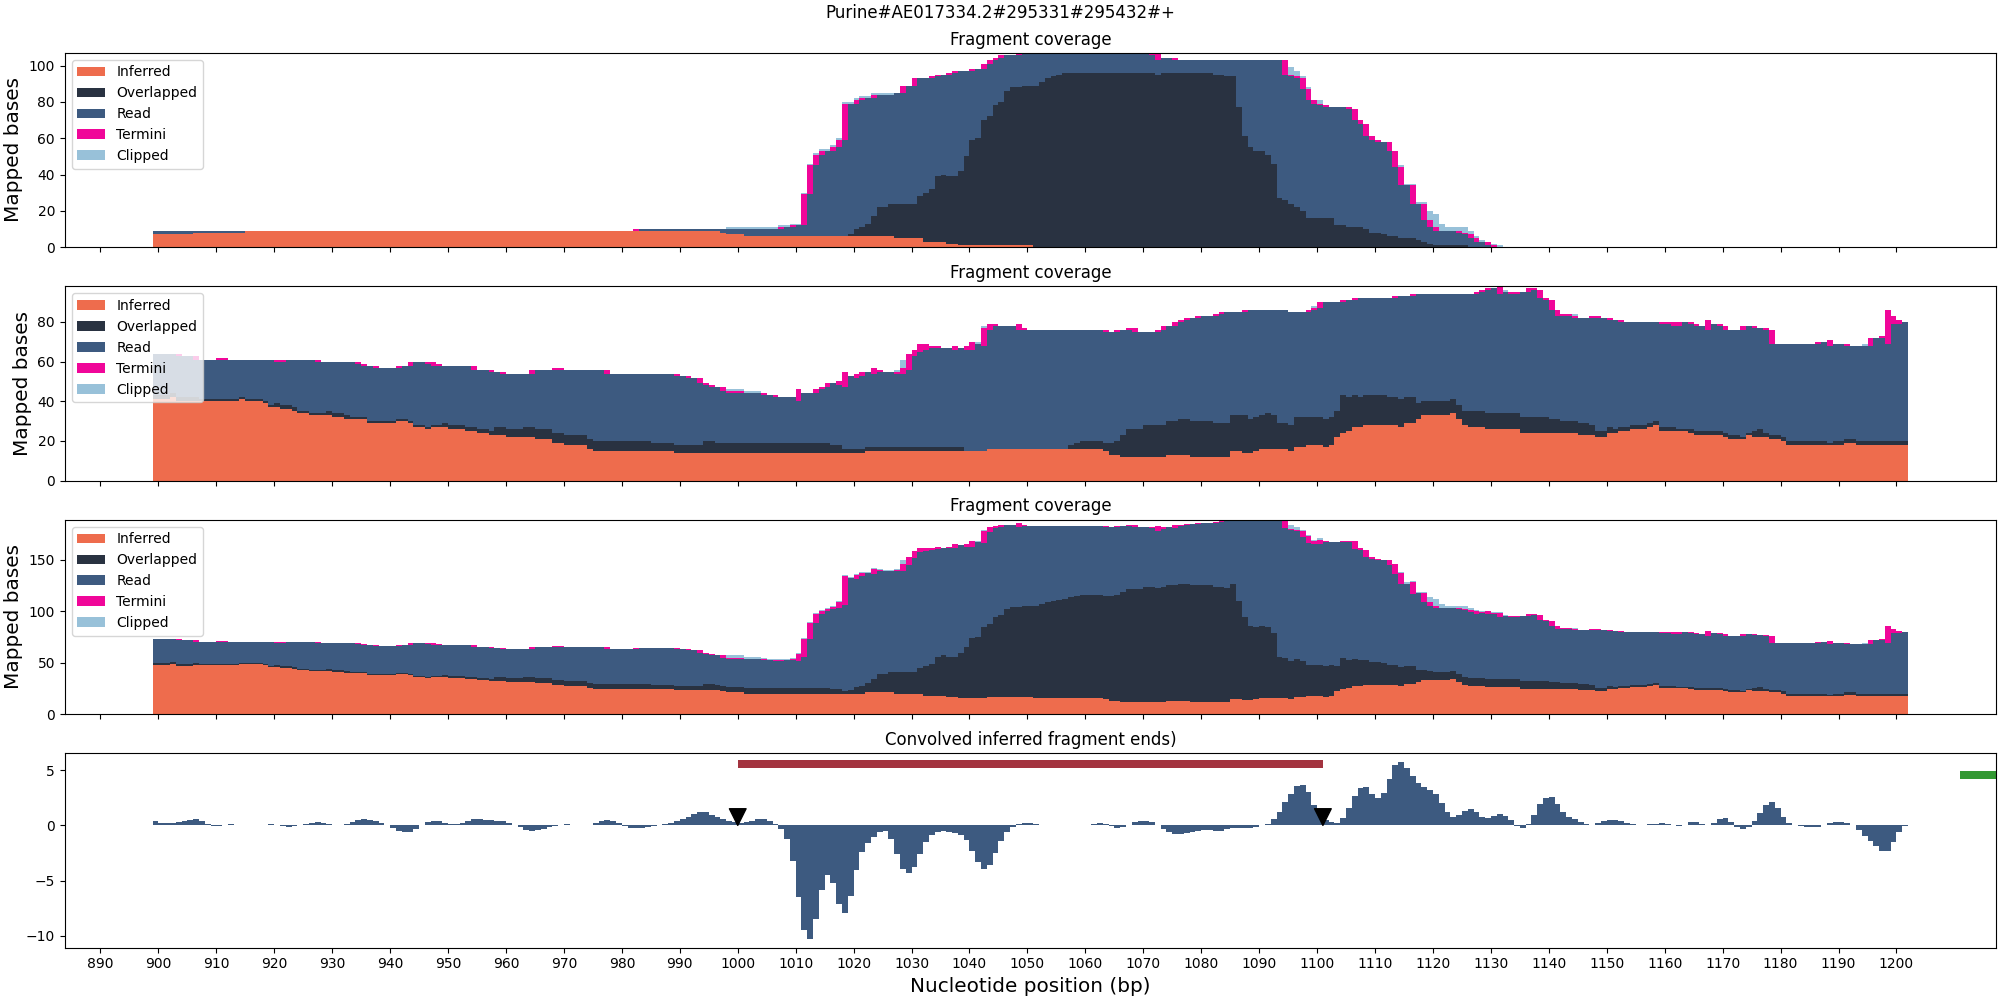 Purine#AE017334.2#295331#295432#+
Fragment coverage
Mapped bases
100
80
60
40
20
0
Inferred
Overlapped
Read
Termini
Clipped
Fragment coverage
Mapped bases
80
60
40
20
0
Inferred
Overlapped
Read
Termini
Clipped
Fragment coverage
Mapped bases
150
100
50
0
Inferred
Overlapped
Read
Termini
Clipped
Convolved inferred fragment ends)
5
0
−5
−10
890 900 910 920 930 940 950 960 970 980 990 1000 1010 1020 1030 1040 1050 1060 1070 1080 1090 1100 1110 1120 1130 1140 1150 1160 1170 1180 1190 1200
Nucleotide position (bp)